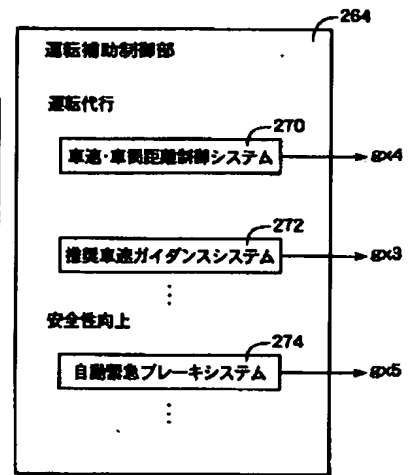 264
運転補助制御部
運転代行
270
車速・車間距離制御システム
gx4
272
推奨車速ガイダンスシステム
gx3
安全性向上
274
自動緊急ブレーキシステム
gx5